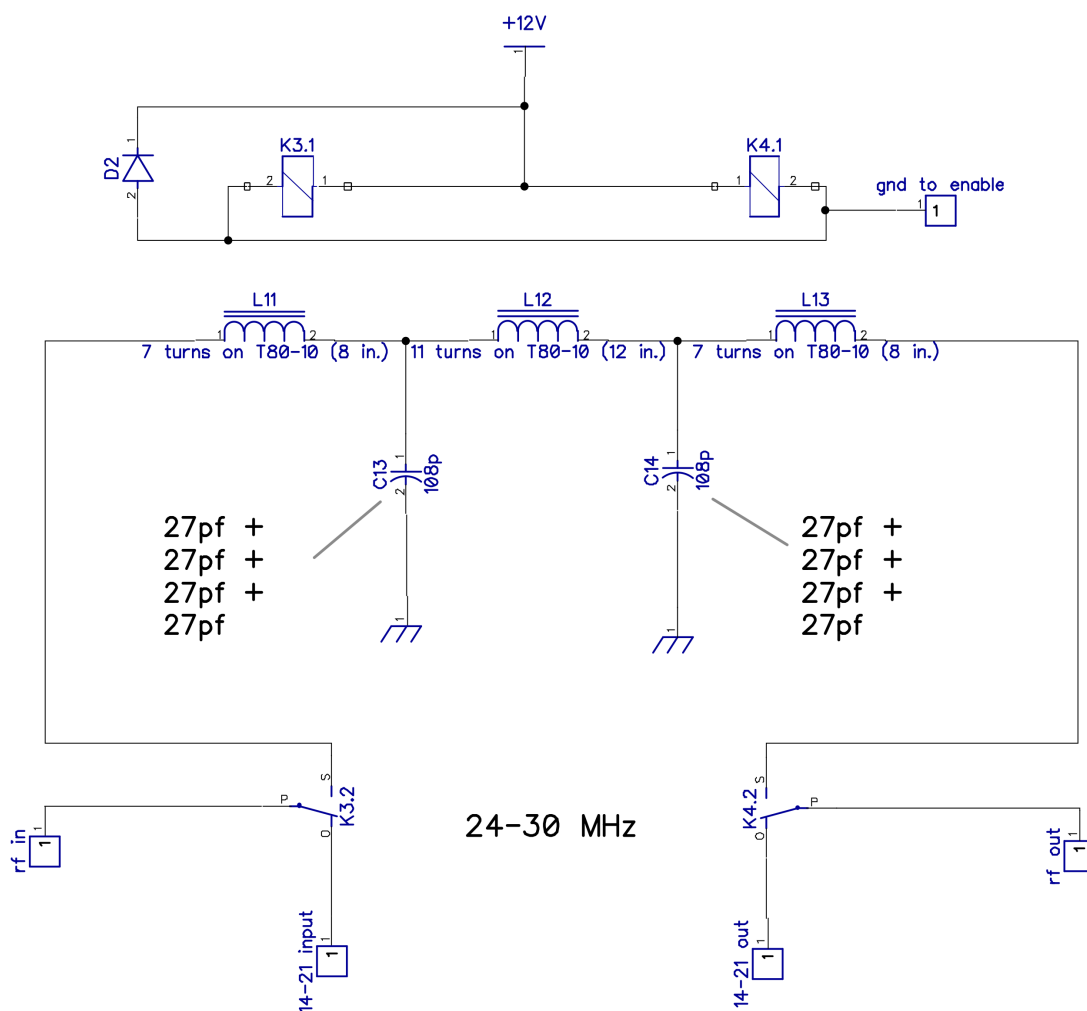 +12V
1
K3.1
K4.1
1
D2
2
2
1
1
2
gnd to enable
1
1
L11
L12
L13
1
2
1
2
1
2
7 turns on T80-10 (8 in.)
11 turns on T80-10 (12 in.)
7 turns on T80-10 (8 in.)
1
C13
108p
2
1
C14
108p
2
27pf +
27pf +
27pf +
27pf
27pf +
27pf +
27pf +
27pf
1
1
S
P
K3.2
O
S
P
K4.2
O
24-30 MHz
1
1
rf in
1
1
rf out
1
1
14-21 input
1
1
14-21 out